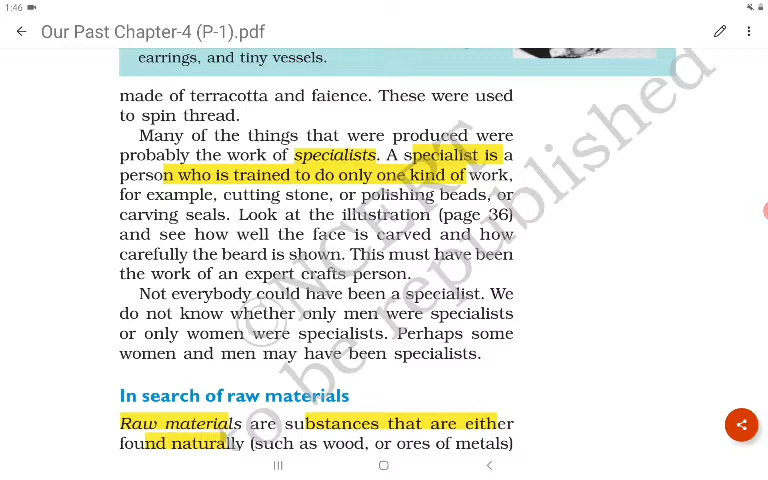 1:46
Our Past Chapter-4 (P-1).pdf
earrings, and tiny vessels.
made of terracotta and faience. These were used
to spin thread.
Many of the things that were produced were
probably the work of specialists. A specialist is a
person who is trained to do only one kind of work,
for example, cutting stone, or polishing beads, or
carving seals. Look at the illustration (page 36)
and see how well the face is carved and how
carefully the beard is shown. This must have been
the work of an expert crafts person.
Not everybody could have been a specialist. We
do not know whether only men were specialists
or only women were specialists. Perhaps some
women and men may have been specialists.
In search of raw materials
Raw materials are substances that are either
found naturally (such as wood, or ores of metals)
©NCERT
to be republished